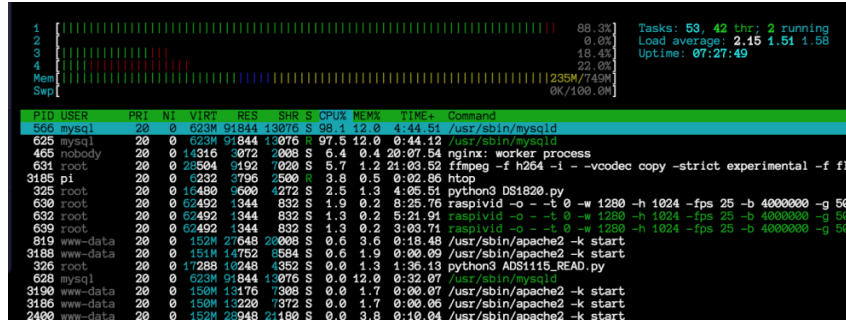 1 [|||||||||||||||||||||||||||||||||||||||||||||||||||||||||||||||| 88.3%] Tasks: 53, 42 thr; 2 running
2 [ 0.0%] Load average: 2.15 1.51 1.58
3 [|||||||||||||| 18.4%] Uptime: 07:27:49
4 [|||||||||||||||| 22.0%]
Mem[||||||||||||||||||||||||||||||||||||||||||||||||||||||||||||||235M/749M]
Swp[ 0K/100.0M]
PID USER PRI NI VIRT RES SHR S CPU% MEM% TIME+ Command
566 mysql 20 0 623M 91844 13076 S 98.1 12.0 4:44.51 /usr/sbin/mysqld
625 mysql 20 0 623M 91844 13076 R 97.5 12.0 0:44.12 /usr/sbin/mysqld
465 nobody 20 0 14316 3072 2008 S 6.4 0.4 20:07.54 nginx: worker process
631 root 20 0 28504 9192 7020 S 5.7 1.2 21:03.52 ffmpeg -f h264 -i - -vcodec copy -strict experimental -f fl
3185 pi 20 0 6232 3796 2500 R 3.8 0.5 0:02.86 htop
325 root 20 0 16480 9600 4272 S 2.5 1.3 4:05.51 python3 DS1820.py
630 root 20 0 62492 1344 832 S 1.9 0.2 8:25.76 raspivid -o - -t 0 -w 1280 -h 1024 -fps 25 -b 4000000 -g 50
632 root 20 0 62492 1344 832 S 1.3 0.2 5:21.91 raspivid -o - -t 0 -w 1280 -h 1024 -fps 25 -b 4000000 -g 50
639 root 20 0 62492 1344 832 S 1.3 0.2 3:03.71 raspivid -o - -t 0 -w 1280 -h 1024 -fps 25 -b 4000000 -g 50
819 www-data 20 0 152M 27648 20008 S 0.6 3.6 0:18.48 /usr/sbin/apache2 -k start
3188 www-data 20 0 151M 14752 8584 S 0.6 1.9 0:00.09 /usr/sbin/apache2 -k start
326 root 20 0 17288 10248 4352 S 0.0 1.3 1:36.13 python3 ADS1115_READ.py
628 mysql 20 0 623M 91844 13076 S 0.0 12.0 0:32.07 /usr/sbin/mysqld
3190 www-data 20 0 150M 13176 7308 S 0.0 1.7 0:00.07 /usr/sbin/apache2 -k start
3186 www-data 20 0 150M 13220 7372 S 0.0 1.7 0:00.06 /usr/sbin/apache2 -k start
2400 www-data 20 0 152M 28948 21180 S 0.0 3.8 0:10.04 /usr/sbin/apache2 -k start